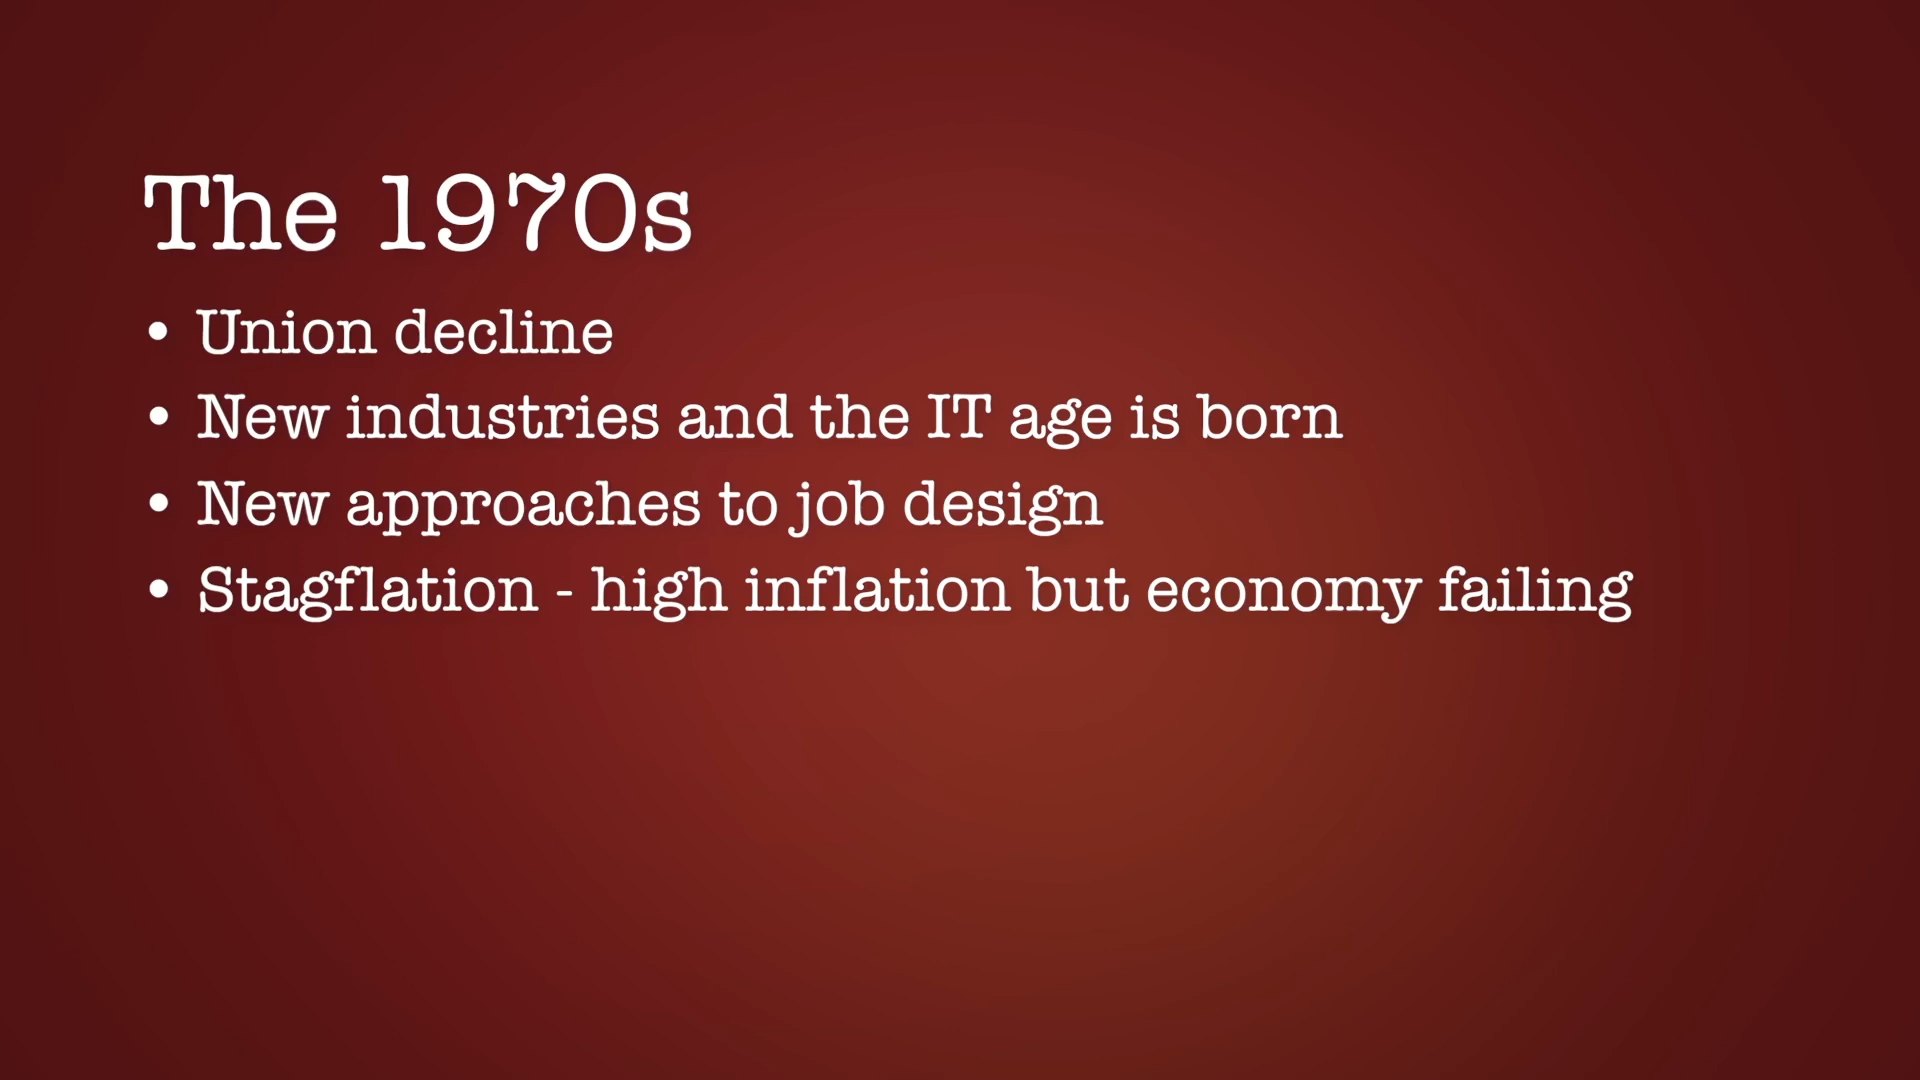 The 1970s
• Union decline
• New industries and the IT age is born
• New approaches to job design
• Stagflation - high inflation but economy failing